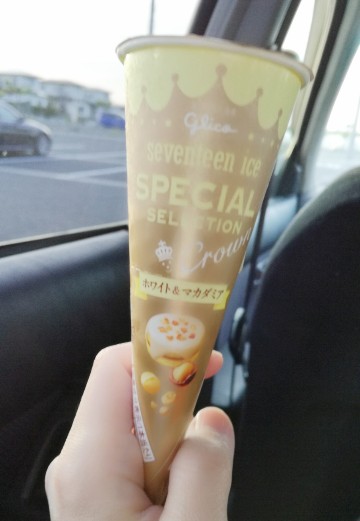 glico
seventeen ice
SPECIAL
SELECTION
Crown
ホワイト&マカダミア